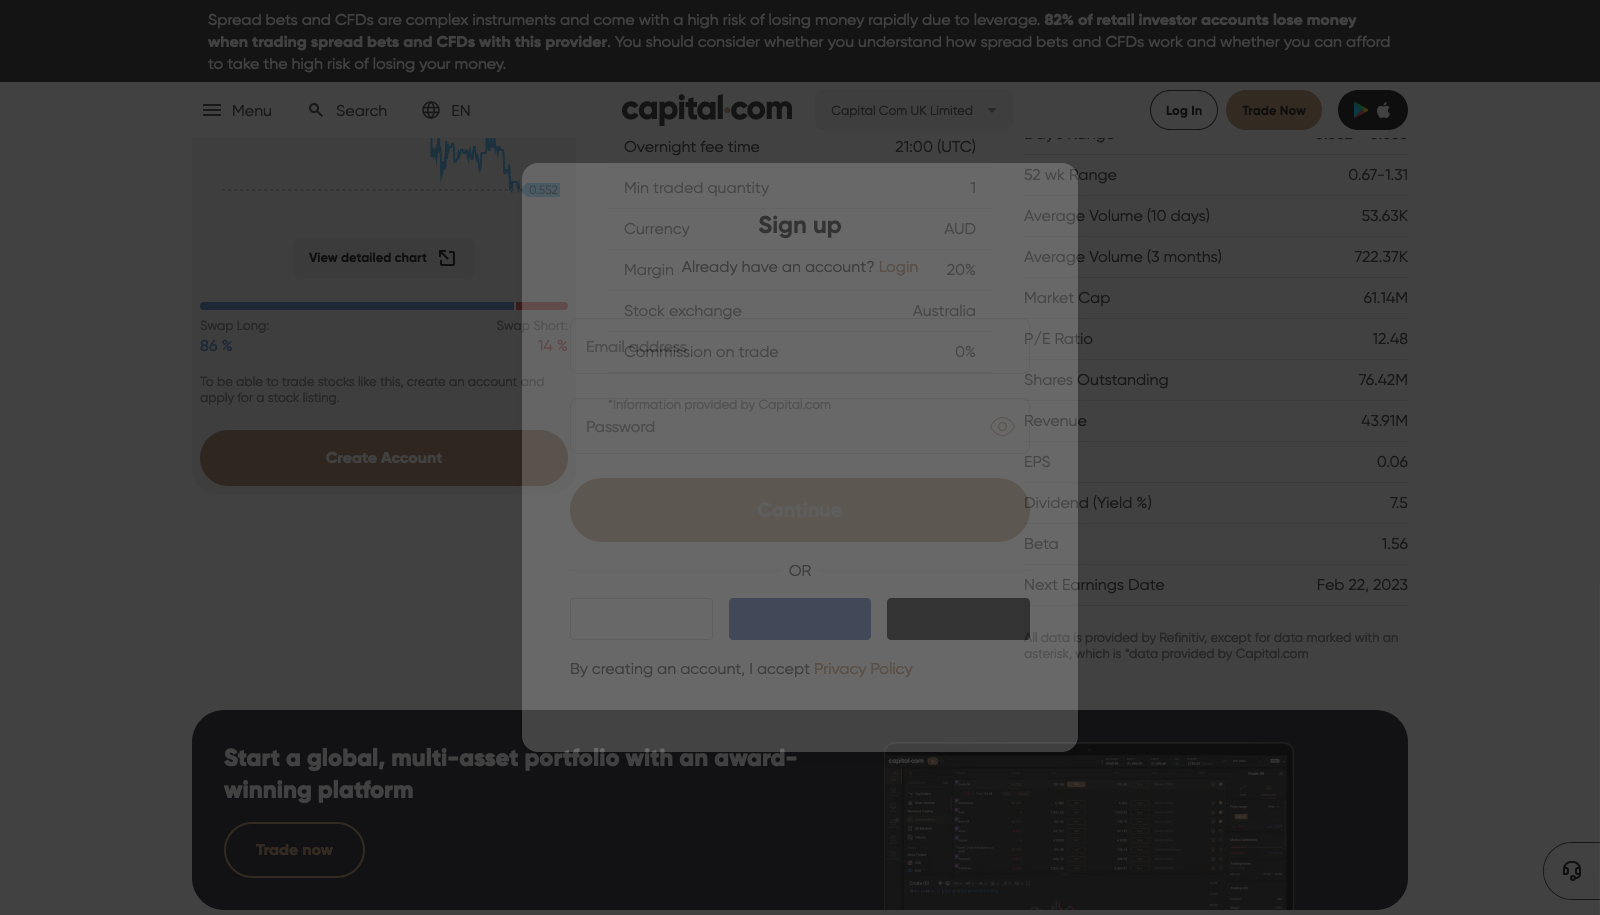 Spread bets and CFDs are complex instruments and come with a high risk of losing money rapidly due to leverage. 82% of retail investor accounts lose money
when trading spread bets and CFDs with this provider. You should consider whether you understand how spread bets and CFDs work and whether you can afford
to take the high risk of losing your money.
Menu
Search
EN
capital.com
Capital Com UK Limited
Log In
Trade Now
0.552
View detailed chart
Swap Long:
Swap Short:
86 %
14 %
To be able to trade stocks like this, create an account and
apply for a stock listing.
Create Account
Overnight fee time 21:00 (UTC)
Min traded quantity 1
Currency AUD
Margin 20%
Stock exchange Australia
Commission on trade 0%
*Information provided by Capital.com
Sign up
Already have an account? Login
Email address
Password
Continue
OR
By creating an account, I accept Privacy Policy
52 wk Range 0.67-1.31
Average Volume (10 days) 53.63K
Average Volume (3 months) 722.37K
Market Cap 61.14M
P/E Ratio 12.48
Shares Outstanding 76.42M
Revenue 43.91M
EPS 0.06
Dividend (Yield %) 7.5
Beta 1.56
Next Earnings Date Feb 22, 2023
All data is provided by Refinitiv, except for data marked with an
asterisk, which is *data provided by Capital.com
Start a global, multi-asset portfolio with an award-
winning platform
Trade now
capital.com